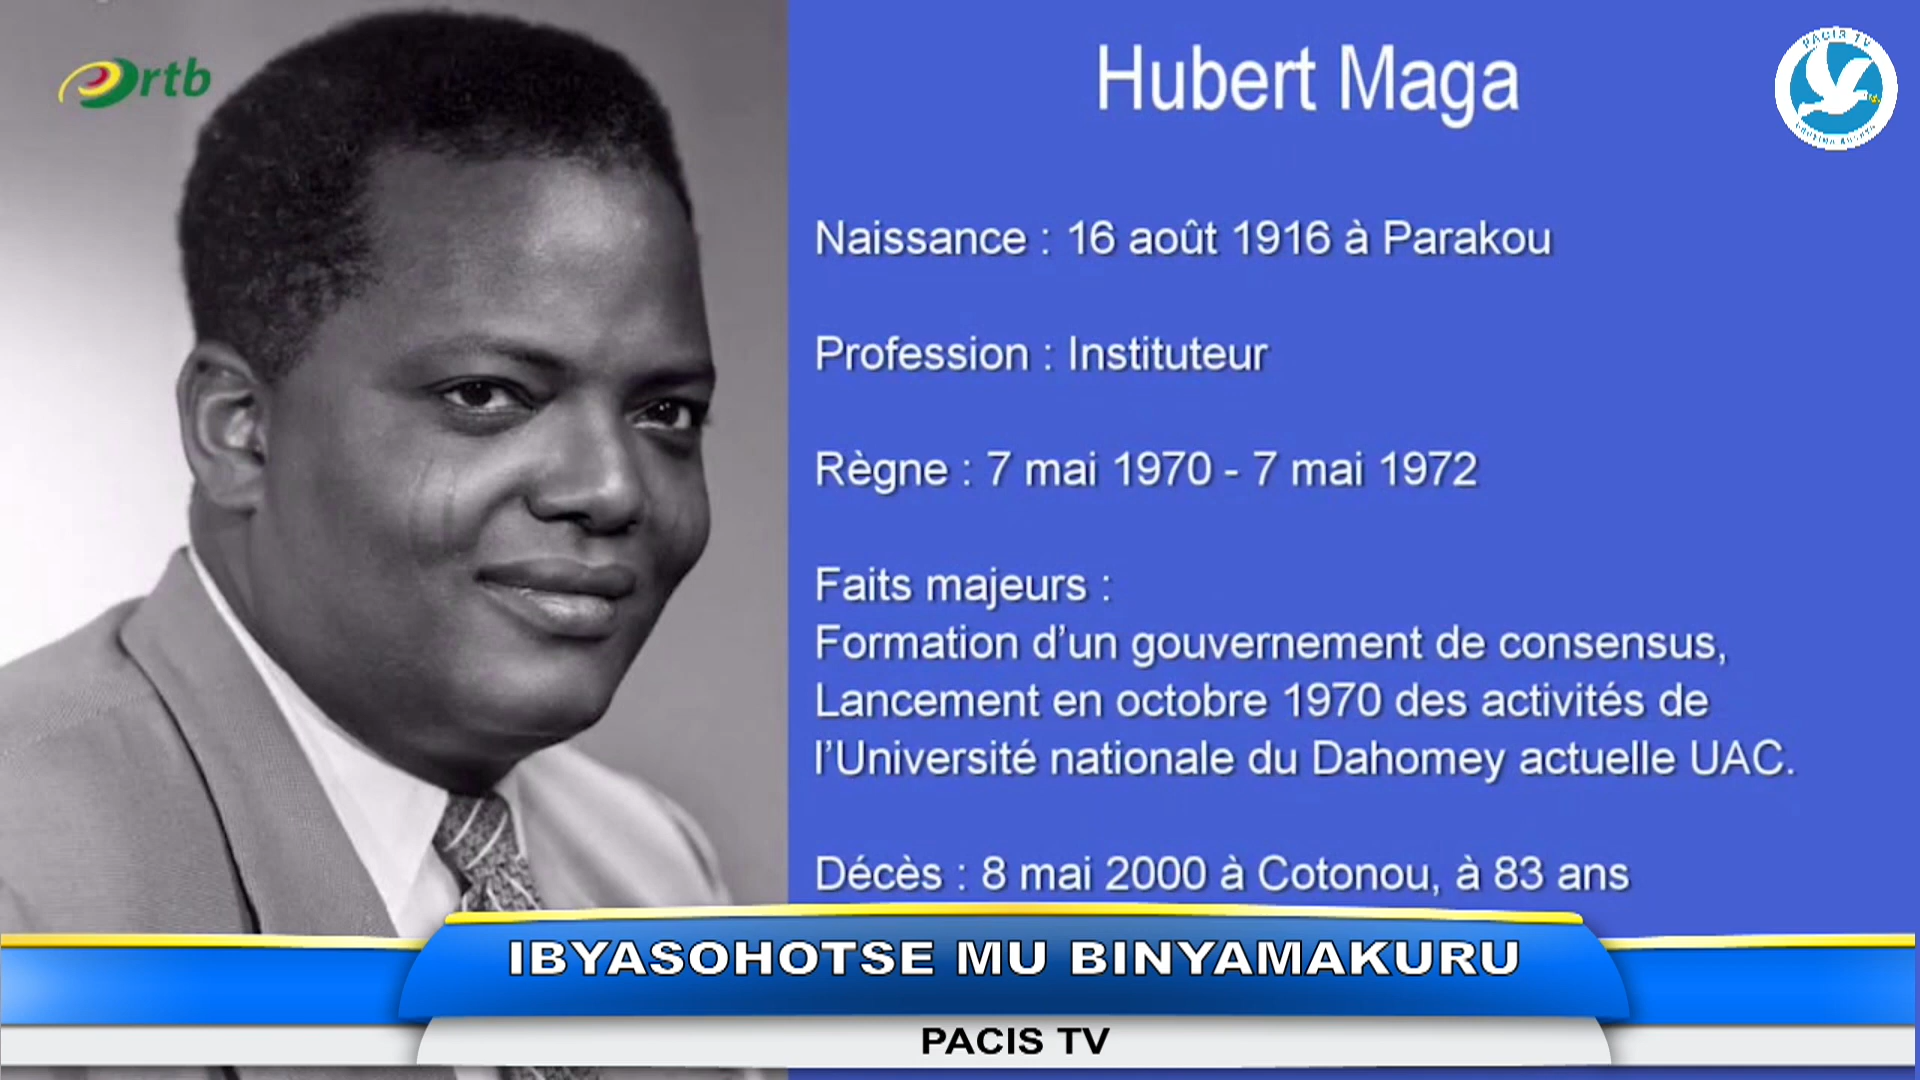 ortb
Hubert Maga
PACIS TV
Naissance : 16 août 1916 à Parakou
Profession : Instituteur
Règne : 7 mai 1970 - 7 mai 1972
Faits majeurs :
Formation d’un gouvernement de consensus,
Lancement en octobre 1970 des activités de
l’Université nationale du Dahomey actuelle UAC.
Décès : 8 mai 2000 à Cotonou, à 83 ans
IBYASOHOTSE MU BINYAMAKURU
PACIS TV